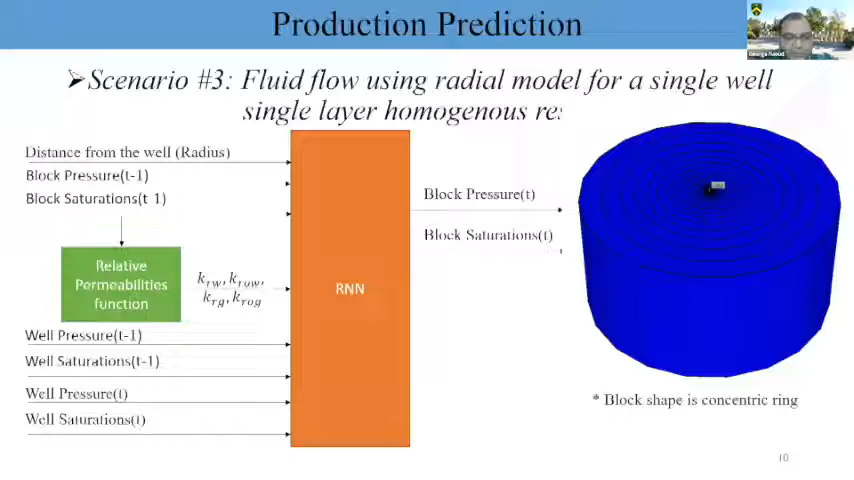 Production Prediction
➢Scenario #3: Fluid flow using radial model for a single well
single layer homogenous res
Distance from the well (Radius)
Block Pressure(t-1)
Block Saturations(t-1)
Relative
Permeabilities
function
k_rw, k_row,
k_rg, k_rog
Well Pressure(t-1)
Well Saturations(t-1)
Well Pressure(t)
Well Saturations(t)
RNN
Block Pressure(t)
Block Saturations(t)
* Block shape is concentric ring
10